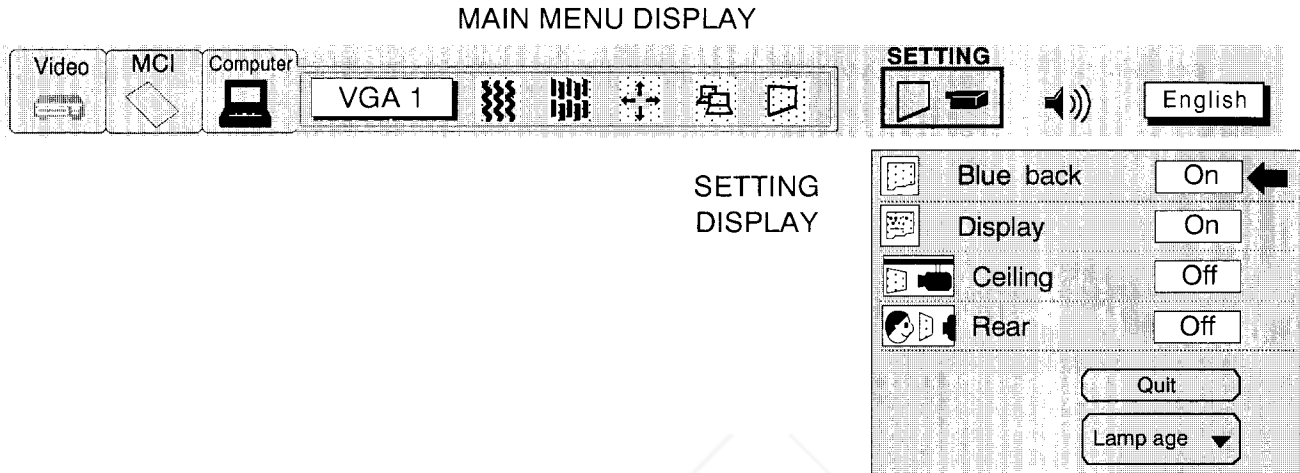 MAIN MENU DISPLAY
Video
MCI
Computer
VGA 1
SETTING
English
SETTING
DISPLAY
Blue back On
Display On
Ceiling Off
Rear Off
Quit
Lamp age